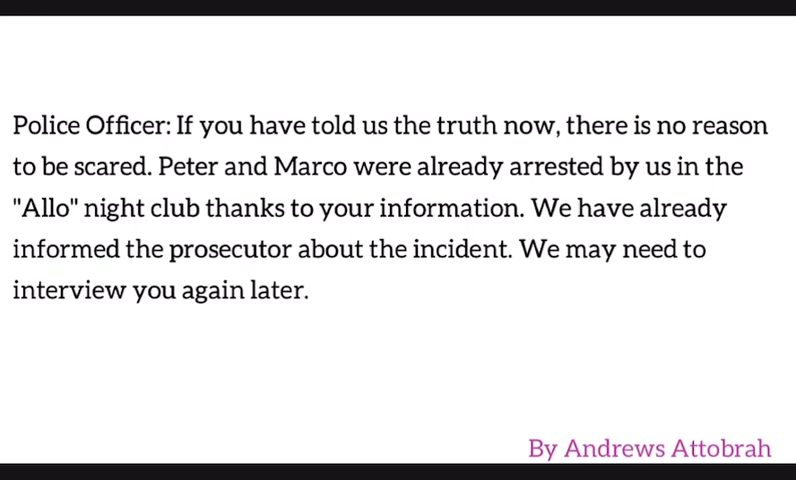 Police Officer: If you have told us the truth now, there is no reason
to be scared. Peter and Marco were already arrested by us in the
"Allo" night club thanks to your information. We have already
informed the prosecutor about the incident. We may need to
interview you again later.
By Andrews Attobrah